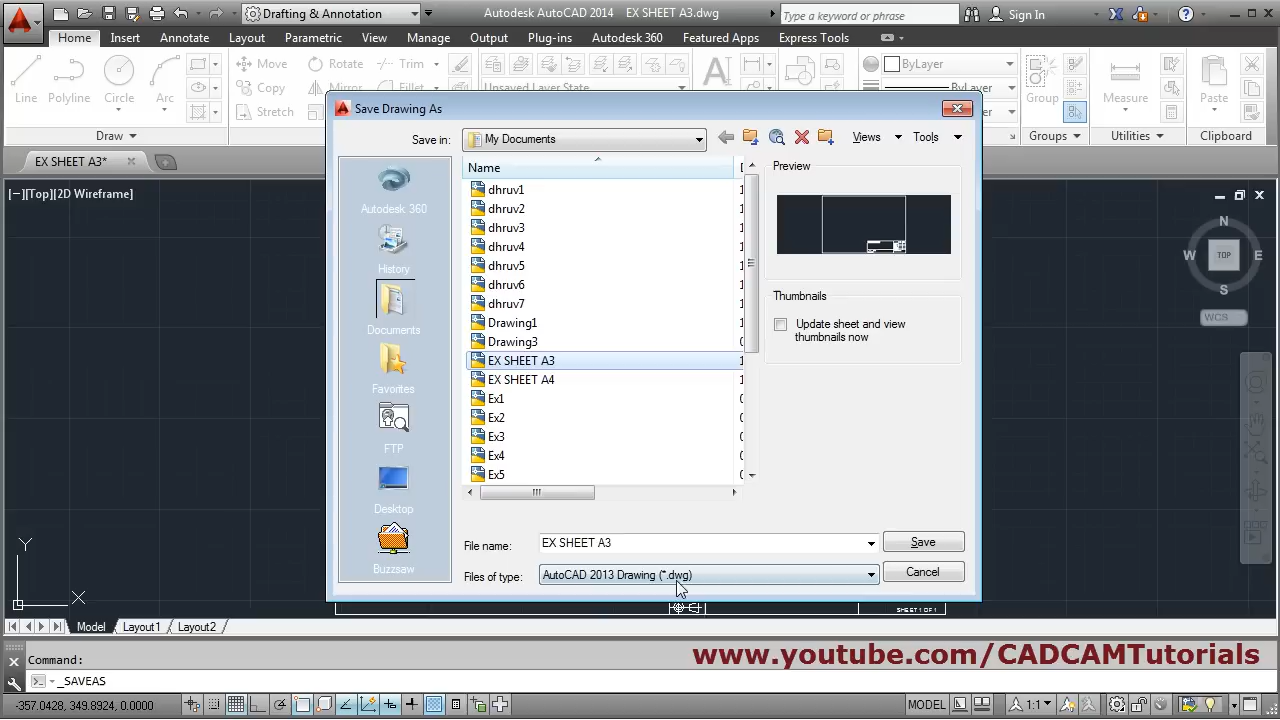 Drafting & Annotation
Autodesk AutoCAD 2014 EX SHEET A3.dwg
Type a keyword or phrase
Sign In
Home Insert Annotate Layout Parametric View Manage Output Plug-ins Autodesk 360 Featured Apps Express Tools
Move Rotate Trim
Copy Mirror
Stretch
Line Polyline Circle Arc
Unsaved Layer State
ByLayer
ByLayer
Group Measure Paste
Draw Groups Utilities Clipboard
EX SHEET A3*
[−][Top][2D Wireframe]
Save Drawing As
Save in: My Documents
Views Tools
Name
dhruv1
dhruv2
dhruv3
dhruv4
dhruv5
dhruv6
dhruv7
Drawing1
Drawing3
EX SHEET A3
EX SHEET A4
Ex1
Ex2
Ex3
Ex4
Ex5
Autodesk 360
History
Documents
Favorites
FTP
Desktop
Buzzsaw
Preview
Thumbnails
Update sheet and view
thumbnails now
File name: EX SHEET A3
Save
Files of type: AutoCAD 2013 Drawing (*.dwg)
Cancel
N
W TOP E
S
WCS
Y
X
SHEET 1 OF 1
Model Layout1 Layout2
Command:
_SAVEAS
www.youtube.com/CADCAMTutorials
-357.0428, 349.8924, 0.0000
MODEL
1:1